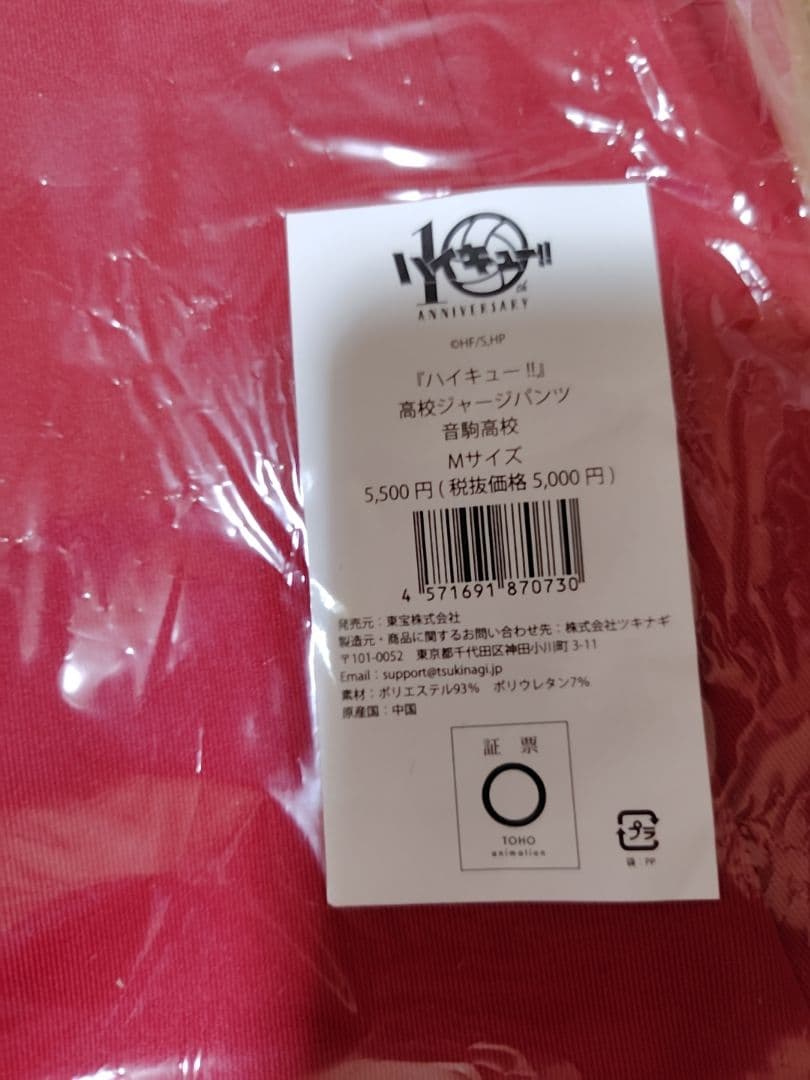 10th
ハイキュー!!
ANNIVERSARY
©HF/S,HP
『ハイキュー!!』
高校ジャージパンツ
音駒高校
Mサイズ
5,500円(税抜価格5,000円)
4 571691 870730
発売元：東宝株式会社
製造元・商品に関するお問い合わせ先：株式会社ツキナギ
〒101-0052 東京都千代田区神田小川町3-11
Email：support@tsukinagi.jp
素材：ポリエステル93% ポリウレタン7%
原産国：中国
証 票
TOHO
animation
プラ
袋：PP